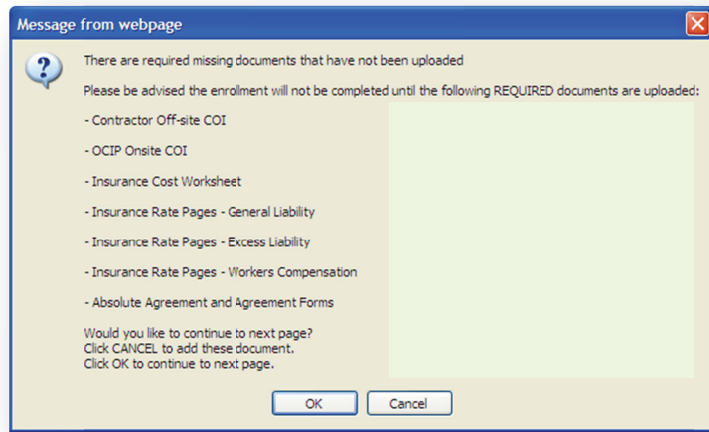 Message from webpage
There are required missing documents that have not been uploaded
Please be advised the enrollment will not be completed until the following REQUIRED documents are uploaded:
- Contractor Off-site COI
- OCIP Onsite COI
- Insurance Cost Worksheet
- Insurance Rate Pages - General Liability
- Insurance Rate Pages - Excess Liability
- Insurance Rate Pages - Workers Compensation
- Absolute Agreement and Agreement Forms
Would you like to continue to next page?
Click CANCEL to add these document.
Click OK to continue to next page.
OK
Cancel